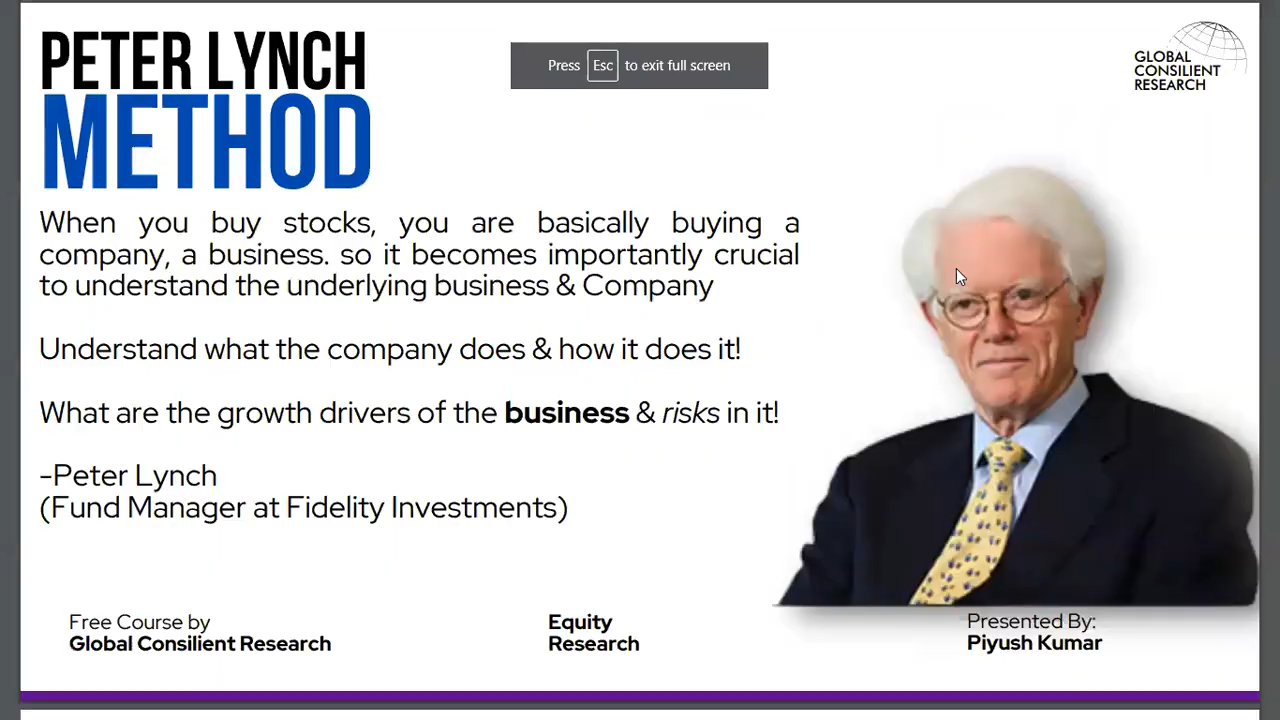 PETER LYNCH
METHOD
Press Esc to exit full screen
GLOBAL
CONSILIENT
RESEARCH
When you buy stocks, you are basically buying a
company, a business. so it becomes importantly crucial
to understand the underlying business & Company
Understand what the company does & how it does it!
What are the growth drivers of the business & risks in it!
-Peter Lynch
(Fund Manager at Fidelity Investments)
Free Course by
Global Consilient Research
Equity
Research
Presented By:
Piyush Kumar